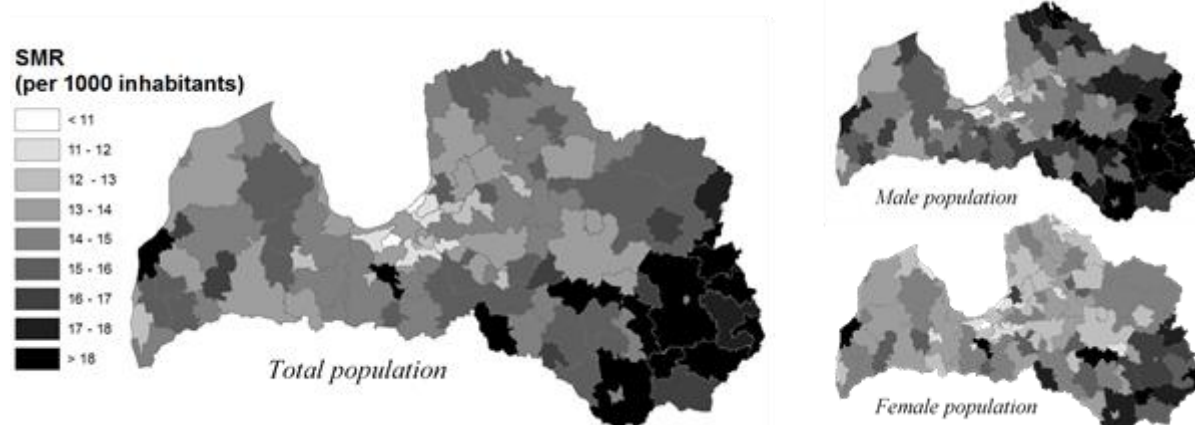 SMR
(per 1000 inhabitants)
< 11
11 - 12
12 - 13
13 - 14
14 - 15
15 - 16
16 - 17
17 - 18
> 18
Total population
Male population
Female population